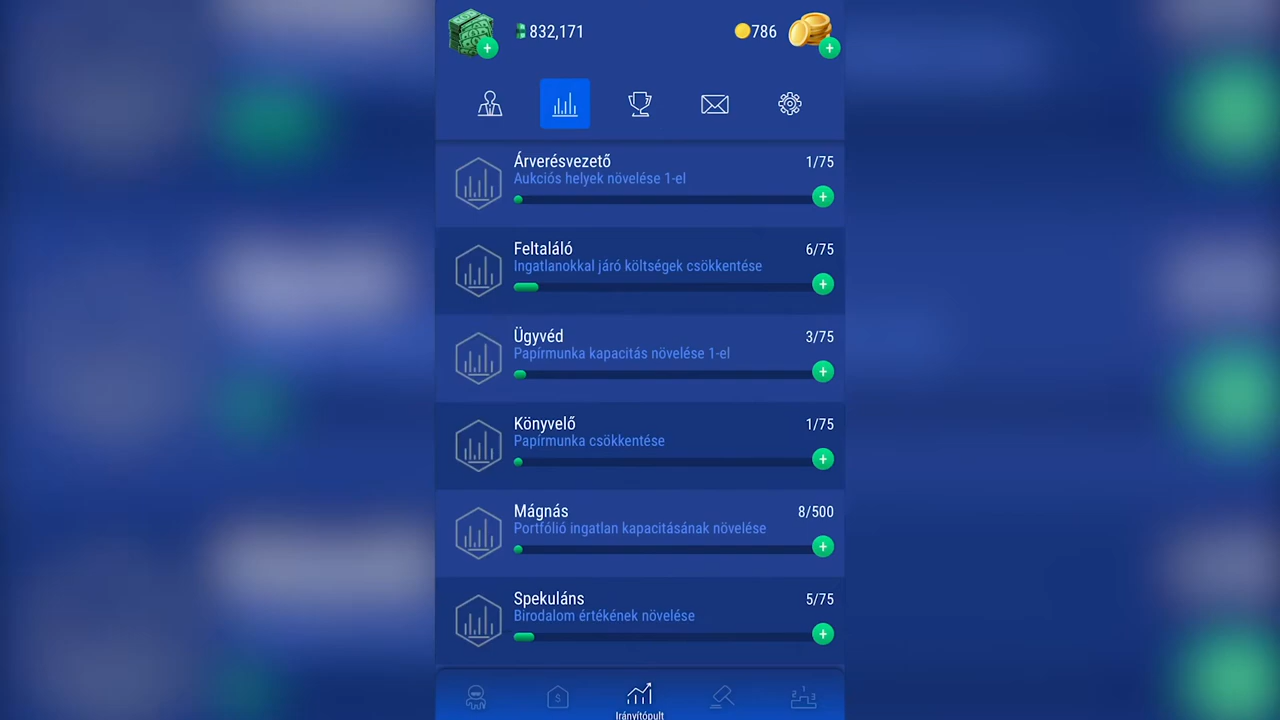 832,171
786
Árverésvezető
1/75
Aukciós helyek növelése 1-el
Feltaláló
6/75
Ingatlanokkal járó költségek csökkentése
Ügyvéd
3/75
Papírmunka kapacitás növelése 1-el
Könyvelő
1/75
Papírmunka csökkentése
Mágnás
8/500
Portfólió ingatlan kapacitásának növelése
Spekuláns
5/75
Birodalom értékének növelése
Irányítópult